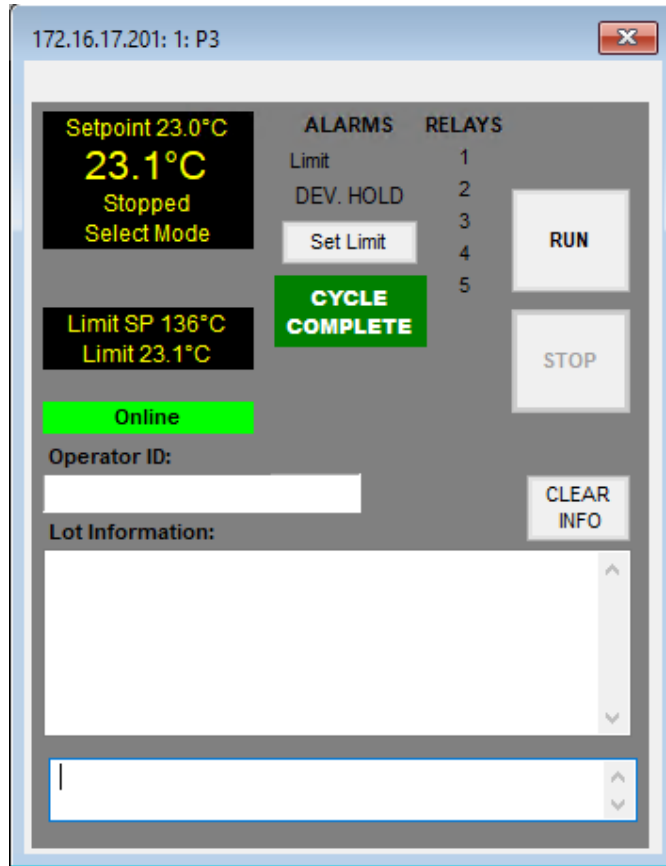 172.16.17.201: 1: P3
Setpoint 23.0°C
23.1°C
Stopped
Select Mode
Limit SP 136°C
Limit 23.1°C
Online
ALARMS
Limit
DEV. HOLD
Set Limit
CYCLE
COMPLETE
RELAYS
1
2
3
4
5
RUN
STOP
Operator ID:
CLEAR
INFO
Lot Information: